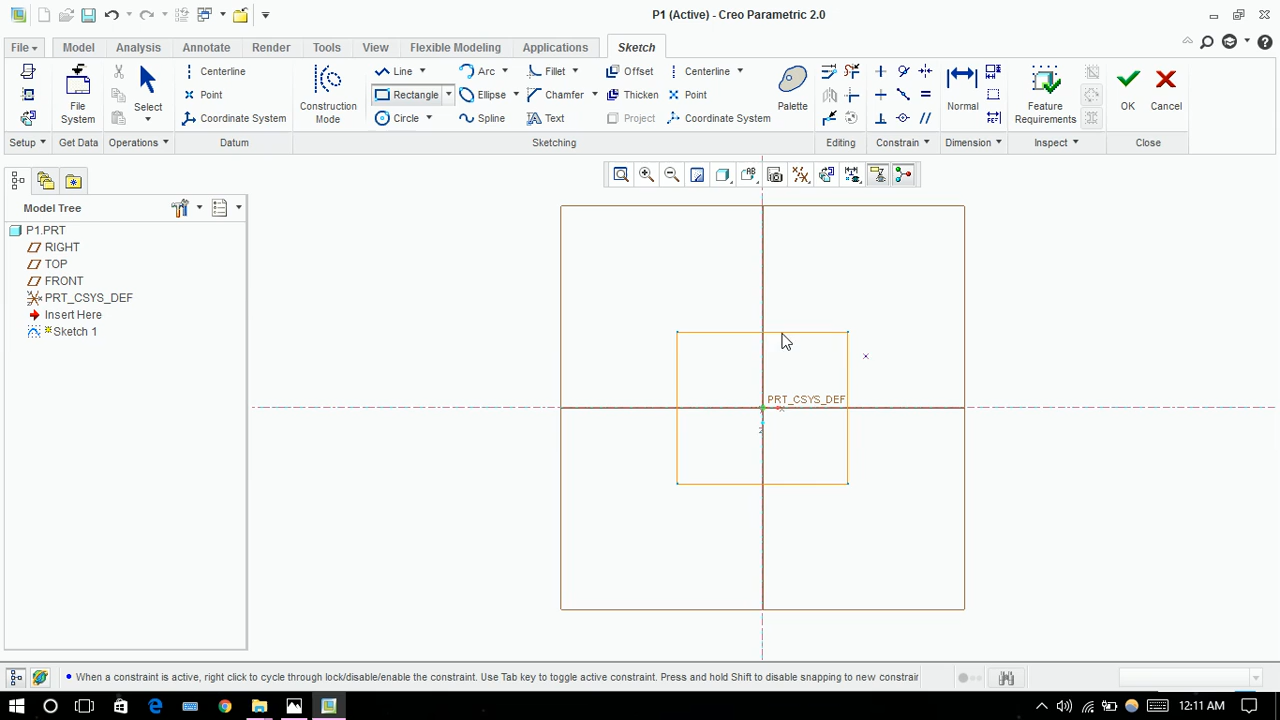 P1 (Active) - Creo Parametric 2.0
File Model Analysis Annotate Render Tools View Flexible Modeling Applications Sketch
Centerline Line Arc Fillet Offset Centerline
Point Rectangle Ellipse Chamfer Thicken Point
Coordinate System Circle Spline Text Project Coordinate System
File System Select Construction Mode Palette Normal Feature Requirements OK Cancel
Setup Get Data Operations Datum Sketching Editing Constrain Dimension Inspect Close
Model Tree
P1.PRT
RIGHT
TOP
FRONT
PRT_CSYS_DEF
Insert Here
Sketch 1
PRT_CSYS_DEF
When a constraint is active, right click to cycle through lock/disable/enable the constraint. Use Tab key to toggle active constraint. Press and hold Shift to disable snapping to new constrair
12:11 AM